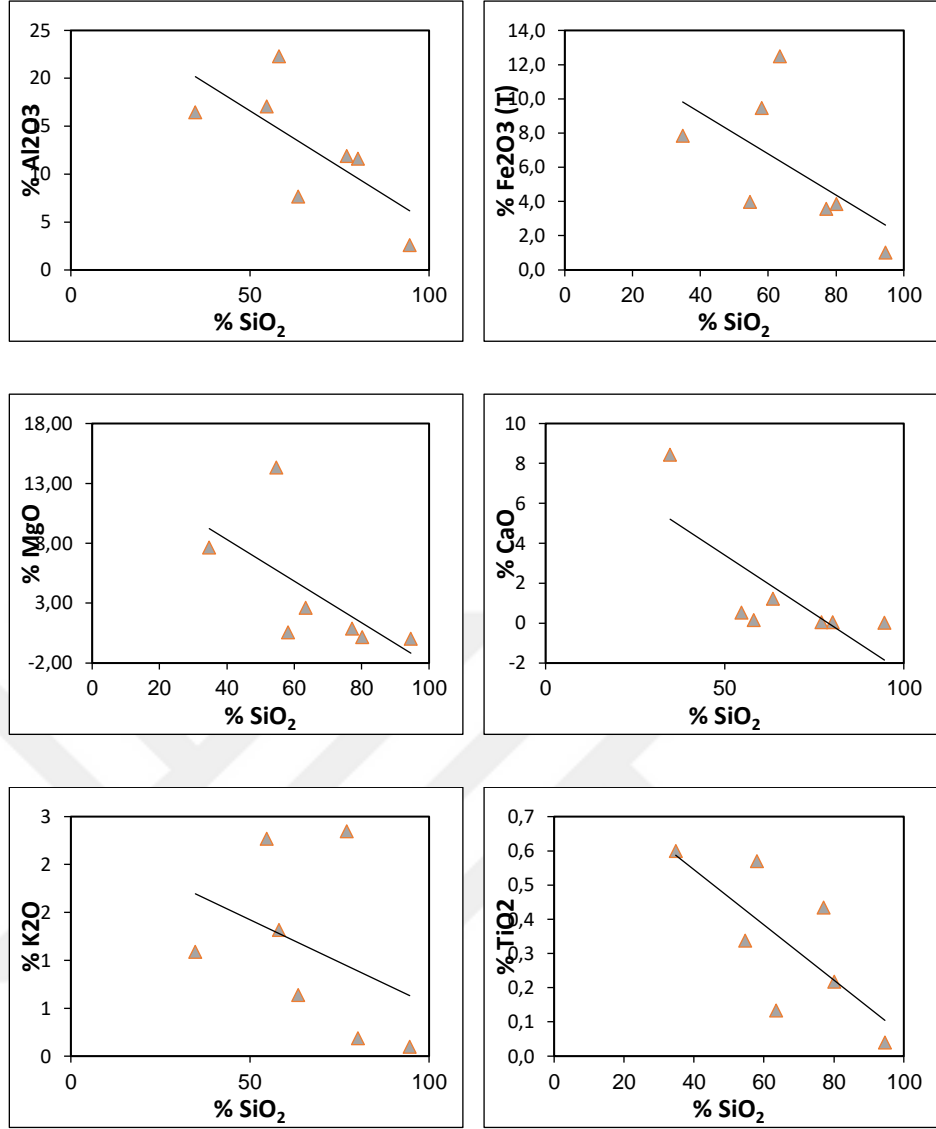 25
20
15
10
5
0
0 50 100
% Al2O3
% SiO₂
14,0
12,0
10,0
8,0
6,0
4,0
2,0
0,0
0 20 40 60 80 100
% Fe2O3 (T)
% SiO₂
18,00
13,00
8,00
3,00
-2,00
0 20 40 60 80 100
% MgO
% SiO₂
10
8
6
4
2
0
-2
0 50 100
% CaO
% SiO₂
3
2
2
1
1
0
0 50 100
% K2O
% SiO₂
0,7
0,6
0,5
0,4
0,3
0,2
0,1
0,0
0 20 40 60 80 100
% TiO2
% SiO₂